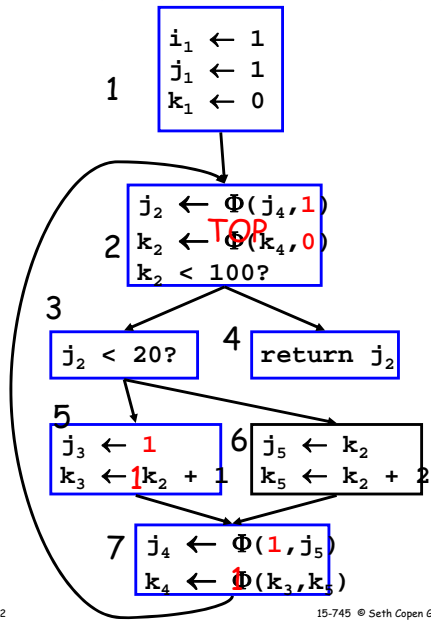 1
i₁ ← 1
j₁ ← 1
k₁ ← 0
2
j₂ ← Φ(j₄,1)
TOP
k₂ ← Φ(k₄,0)
k₂ < 100?
3
j₂ < 20?
4
return j₂
5
j₃ ← 1
k₃ ← 1 k₂ + 1
6
j₅ ← k₂
k₅ ← k₂ + 2
7
j₄ ← Φ(1,j₅)
k₄ ← 1 Φ(k₃,k₅)
2
15-745 © Seth Copen G